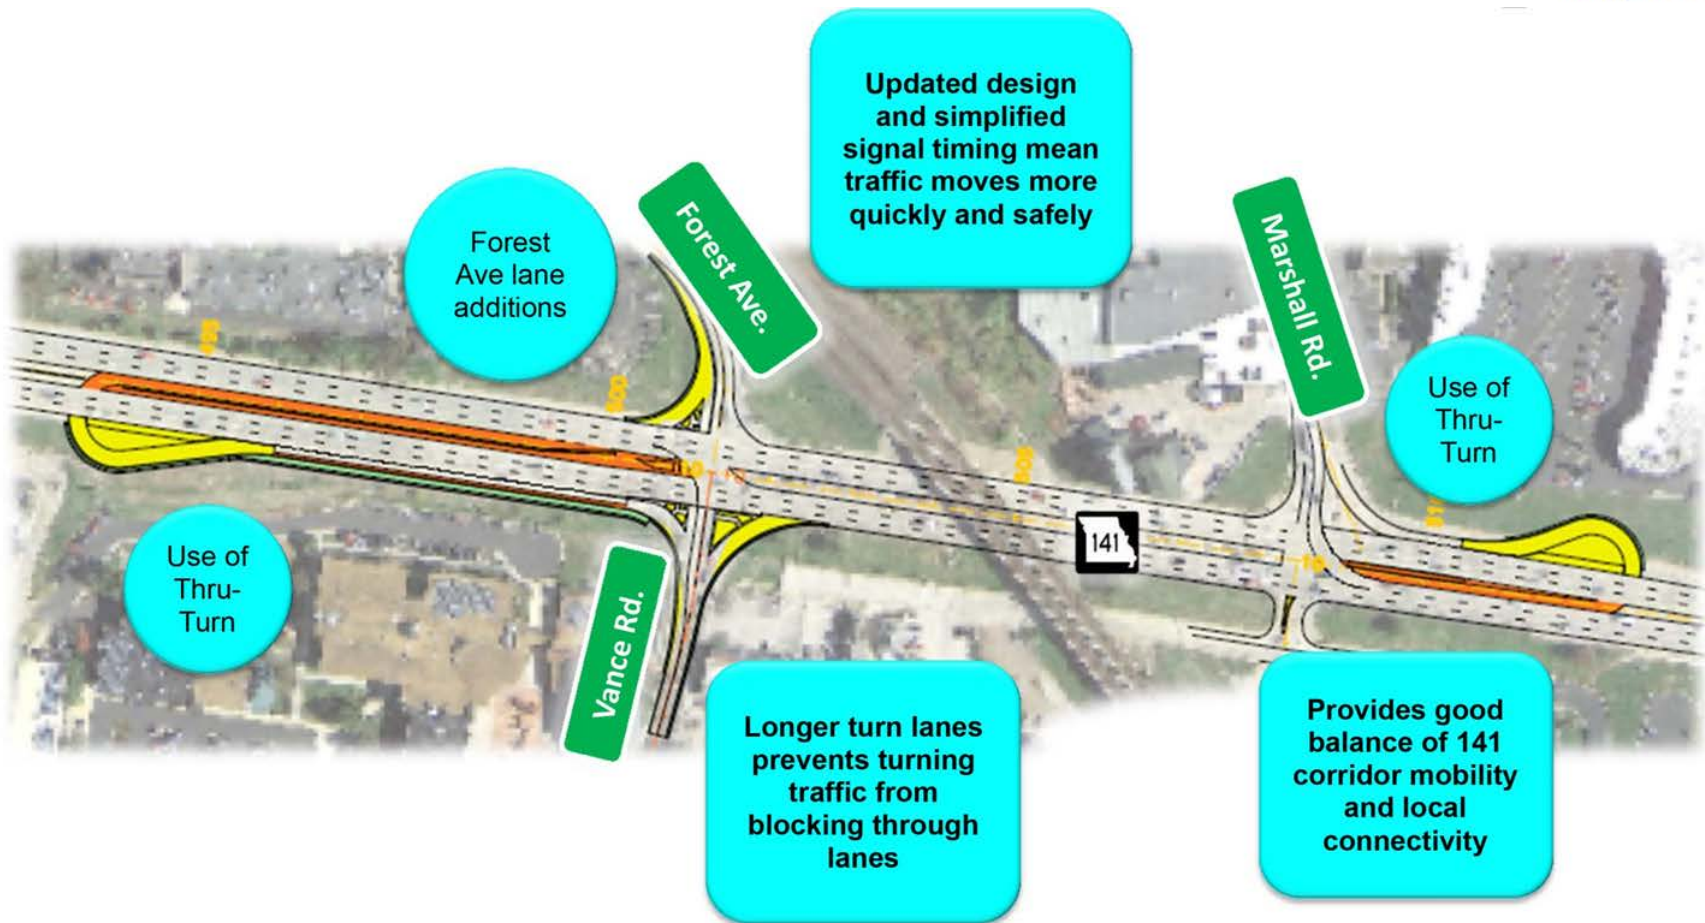 Updated design
and simplified
signal timing mean
traffic moves more
quickly and safely
Forest
Ave lane
additions
Forest Ave.
Marshall Rd.
Use of
Thru-
Turn
141
Use of
Thru-
Turn
Vance Rd.
Longer turn lanes
prevents turning
traffic from
blocking through
lanes
Provides good
balance of 141
corridor mobility
and local
connectivity